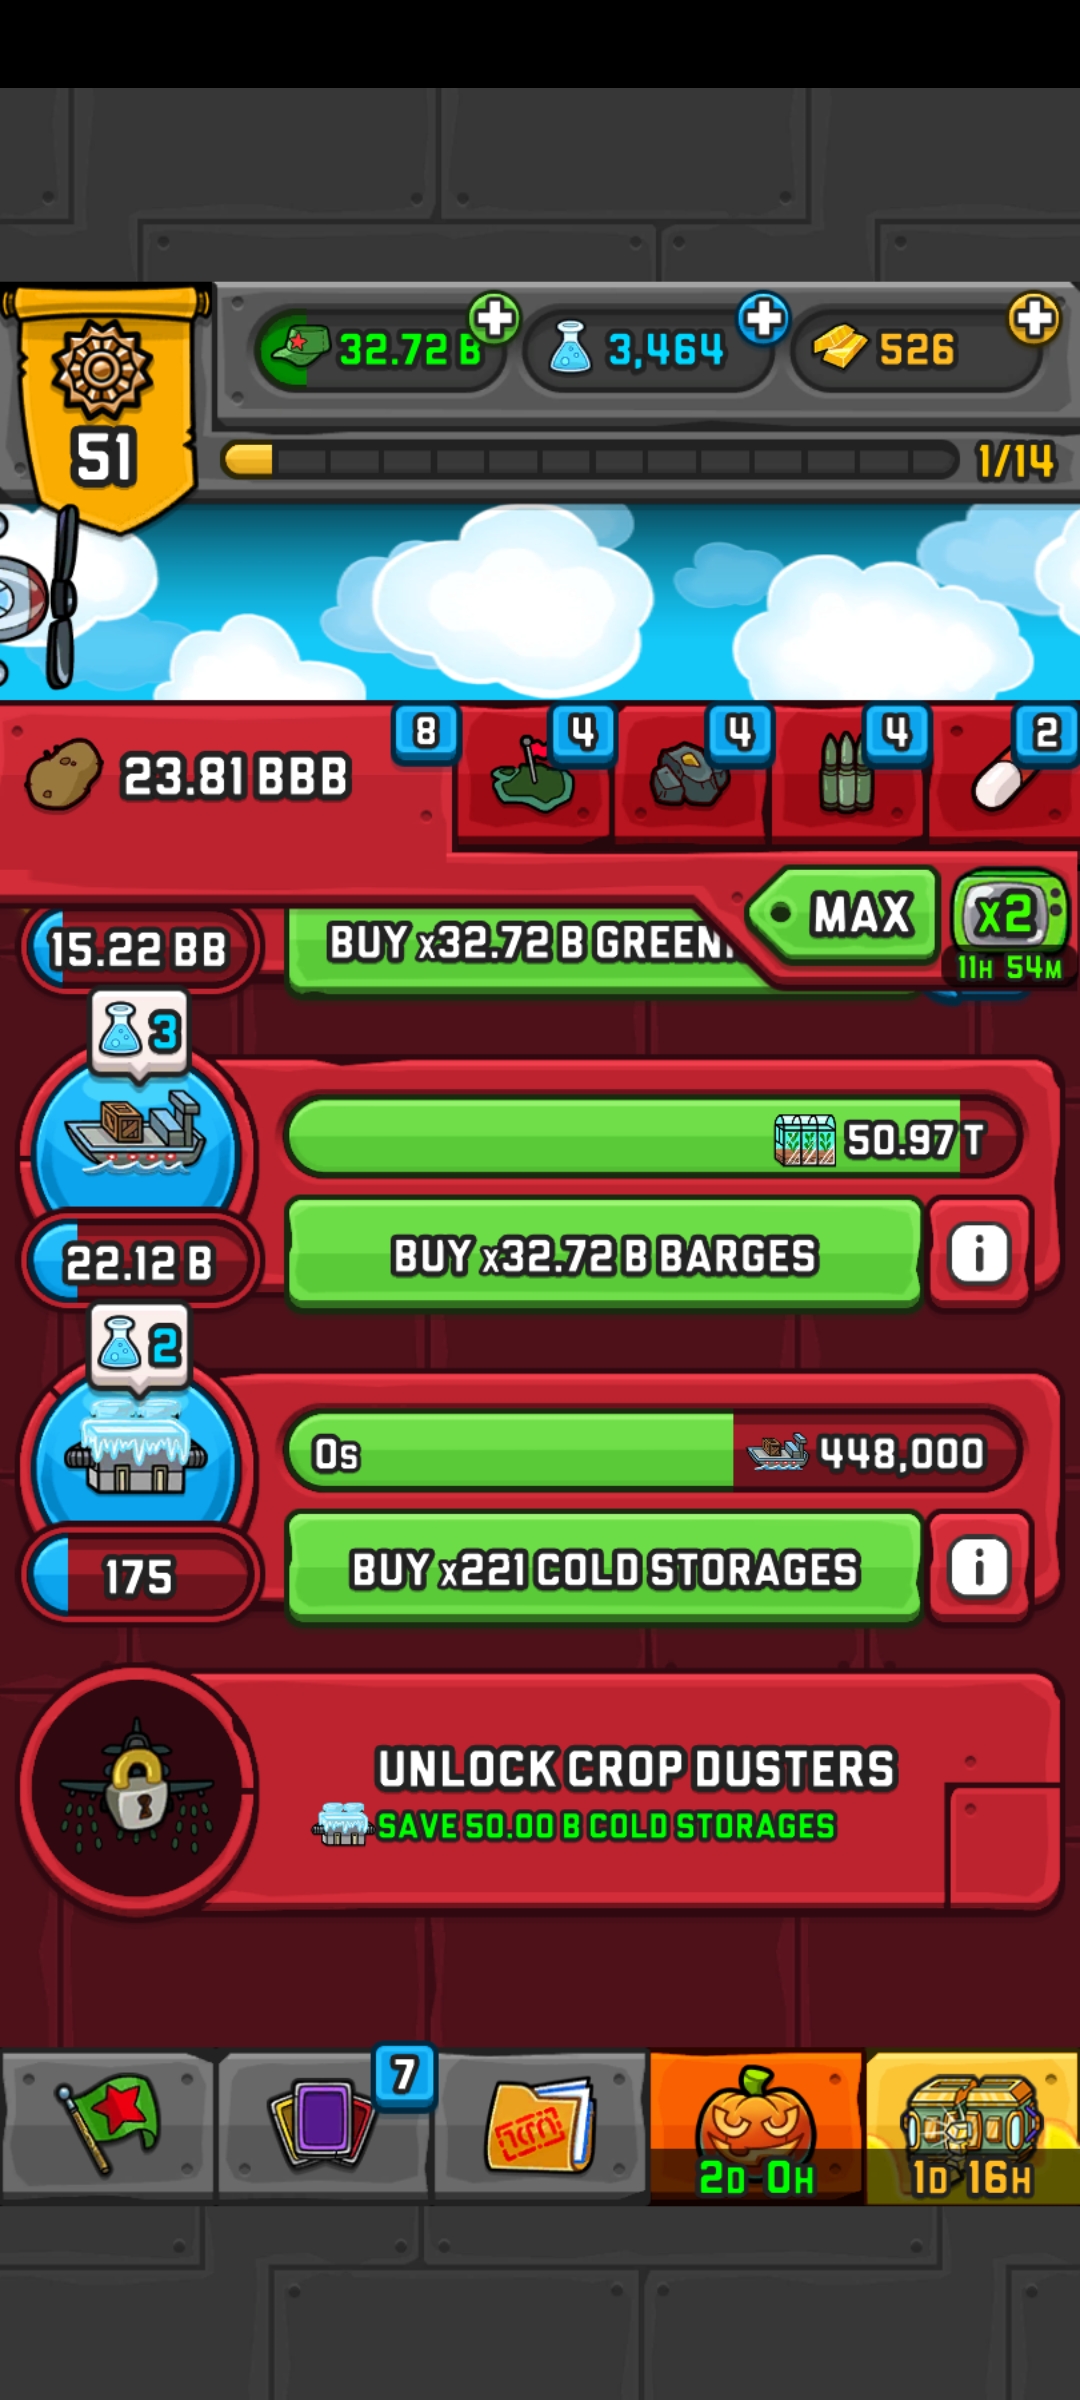 32.72 B
3,464
526
51
1/14
23.81 BBB
8
4
4
4
2
MAX
x2
11H 54M
15.22 BB
BUY x32.72 B
3
50.97 T
22.12 B
BUY x32.72 B BARGES
i
2
0s
448,000
175
BUY x221 COLD STORAGES
i
UNLOCK CROP DUSTERS
SAVE 50.00 B COLD STORAGES
7
2D 0H
1D 16H